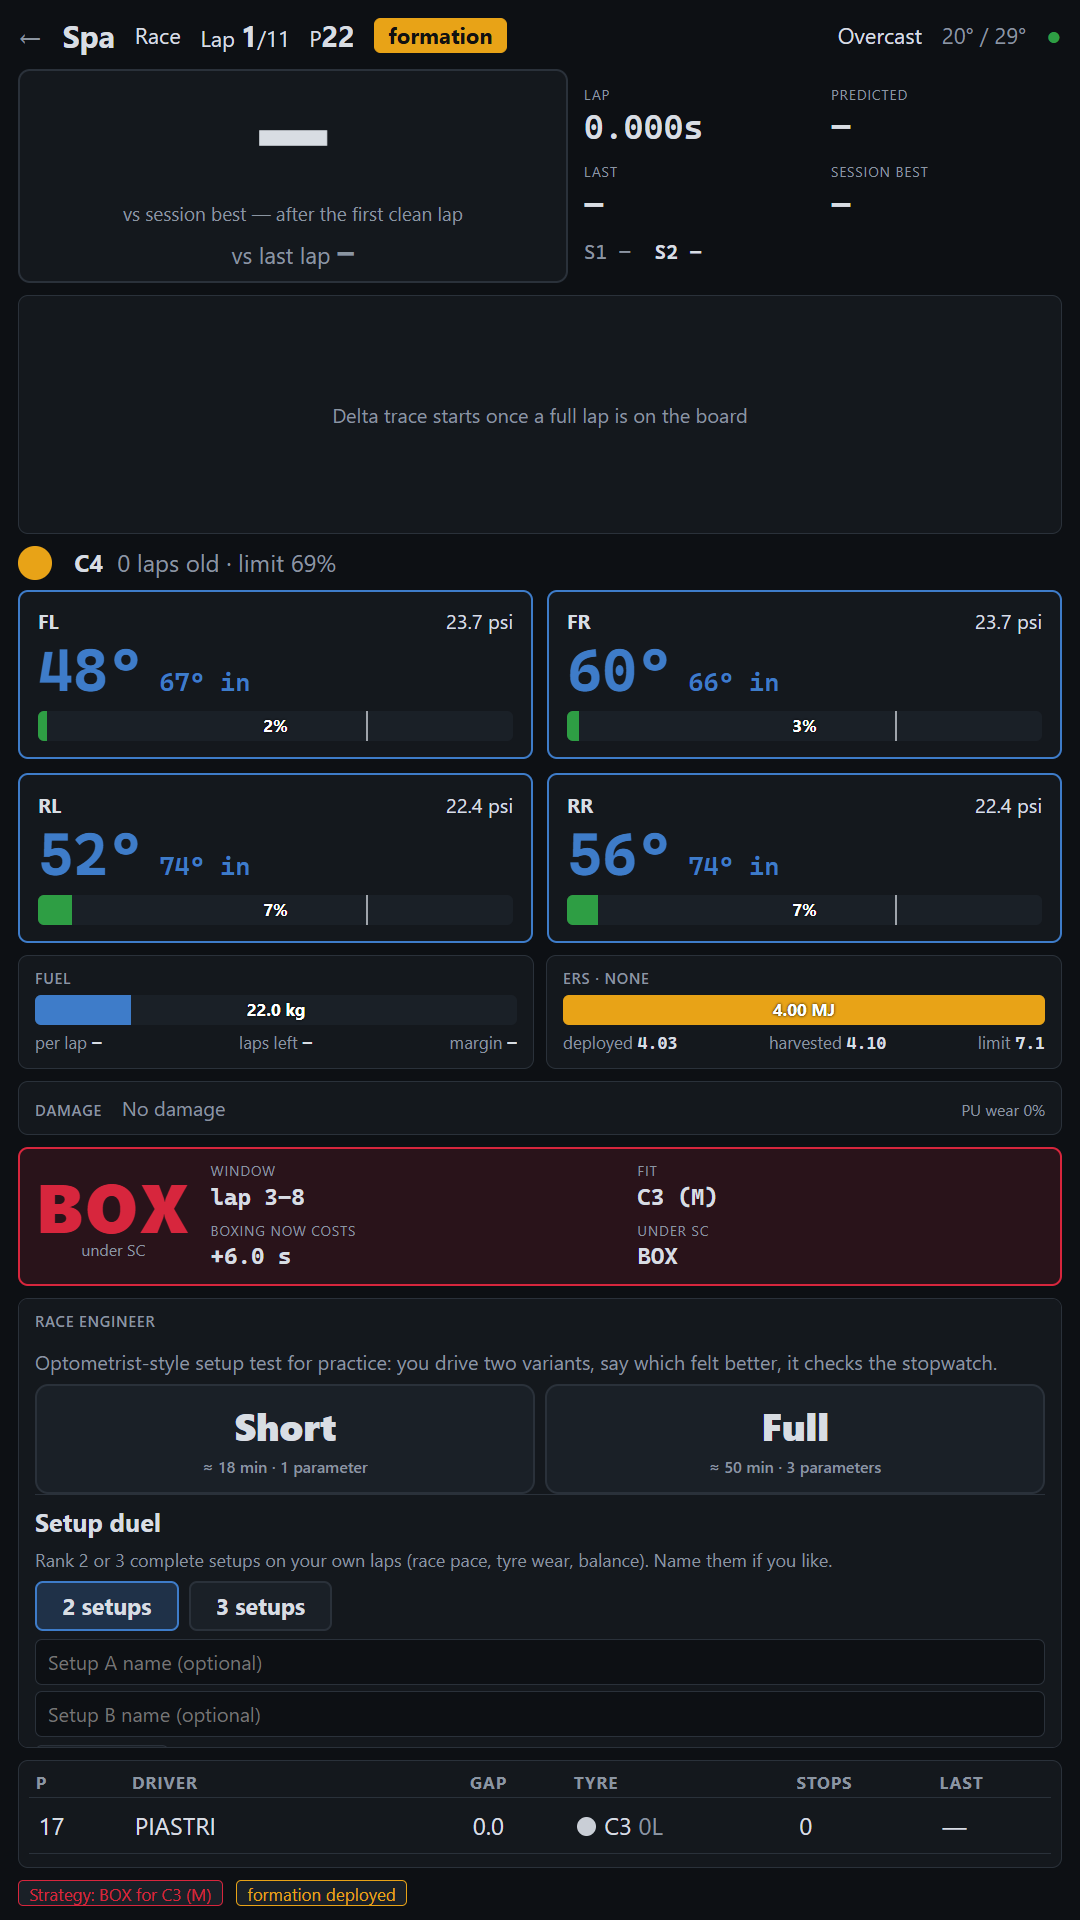 ← Spa Race Lap 1/11 P22 formation Overcast 20° / 29°
—
vs session best — after the first clean lap
vs last lap —
LAP PREDICTED
0.000s —
LAST SESSION BEST
— —
S1 — S2 —
Delta trace starts once a full lap is on the board
C4 0 laps old · limit 69%
FL 23.7 psi
48° 67° in
2%
FR 23.7 psi
60° 66° in
3%
RL 22.4 psi
52° 74° in
7%
RR 22.4 psi
56° 74° in
7%
FUEL
22.0 kg
per lap — laps left — margin —
ERS · NONE
4.00 MJ
deployed 4.03 harvested 4.10 limit 7.1
DAMAGE No damage PU wear 0%
BOX
under SC
WINDOW
lap 3–8
FIT
C3 (M)
BOXING NOW COSTS
+6.0 s
UNDER SC
BOX
RACE ENGINEER
Optometrist-style setup test for practice: you drive two variants, say which felt better, it checks the stopwatch.
Short
≈ 18 min · 1 parameter
Full
≈ 50 min · 3 parameters
Setup duel
Rank 2 or 3 complete setups on your own laps (race pace, tyre wear, balance). Name them if you like.
2 setups 3 setups
Setup A name (optional)
Setup B name (optional)
P DRIVER GAP TYRE STOPS LAST
17 PIASTRI 0.0 C3 0L 0 —
Strategy: BOX for C3 (M) formation deployed